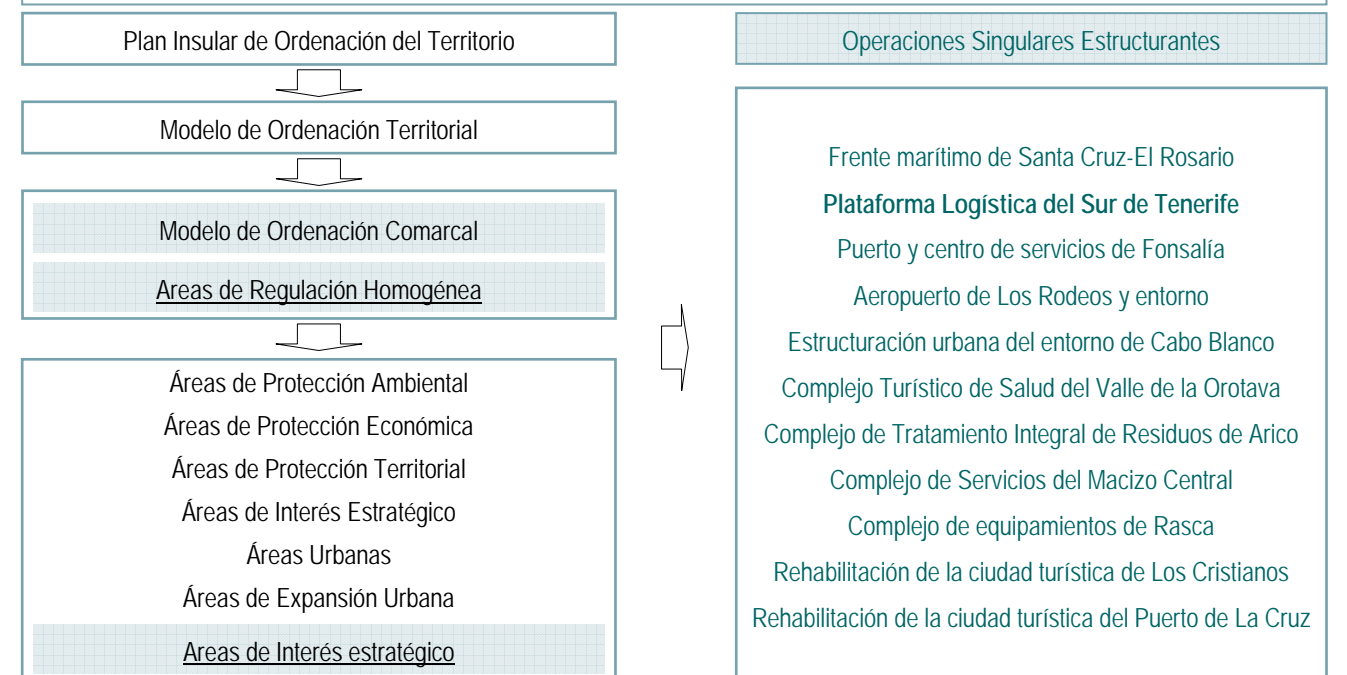 Plan Insular de Ordenación del Territorio
Modelo de Ordenación Territorial
Modelo de Ordenación Comarcal
Areas de Regulación Homogénea
Áreas de Protección Ambiental
Áreas de Protección Económica
Áreas de Protección Territorial
Áreas de Interés Estratégico
Áreas Urbanas
Áreas de Expansión Urbana
Areas de Interés estratégico
Operaciones Singulares Estructurantes
Frente marítimo de Santa Cruz-El Rosario
Plataforma Logística del Sur de Tenerife
Puerto y centro de servicios de Fonsalía
Aeropuerto de Los Rodeos y entorno
Estructuración urbana del entorno de Cabo Blanco
Complejo Turístico de Salud del Valle de la Orotava
Complejo de Tratamiento Integral de Residuos de Arico
Complejo de Servicios del Macizo Central
Complejo de equipamientos de Rasca
Rehabilitación de la ciudad turística de Los Cristianos
Rehabilitación de la ciudad turística del Puerto de La Cruz